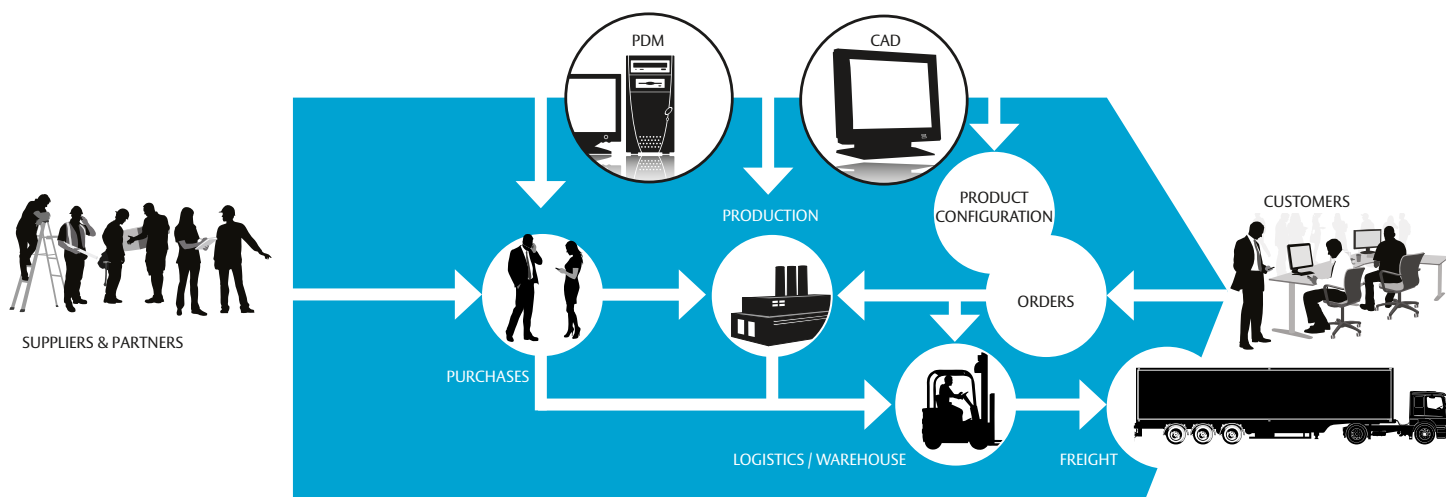 PDM
CAD
PRODUCT
CONFIGURATION
CUSTOMERS
PRODUCTION
ORDERS
SUPPLIERS & PARTNERS
PURCHASES
LOGISTICS / WAREHOUSE
FREIGHT